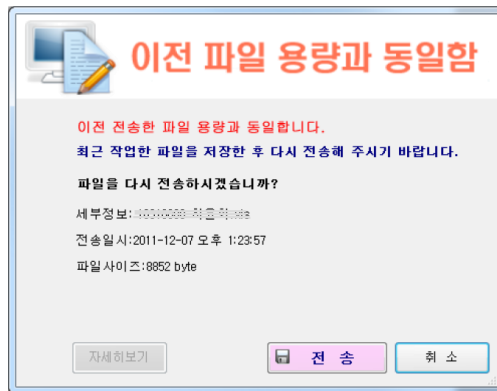 이전 파일 용량과 동일함
이전 전송한 파일 용량과 동일합니다.
최근 작업한 파일을 저장한 후 다시 전송해 주시기 바랍니다.
파일을 다시 전송하시겠습니까?
세부정보:
전송일시:2011-12-07 오후 1:23:57
파일사이즈:8852 byte
자세히보기
전 송
취 소